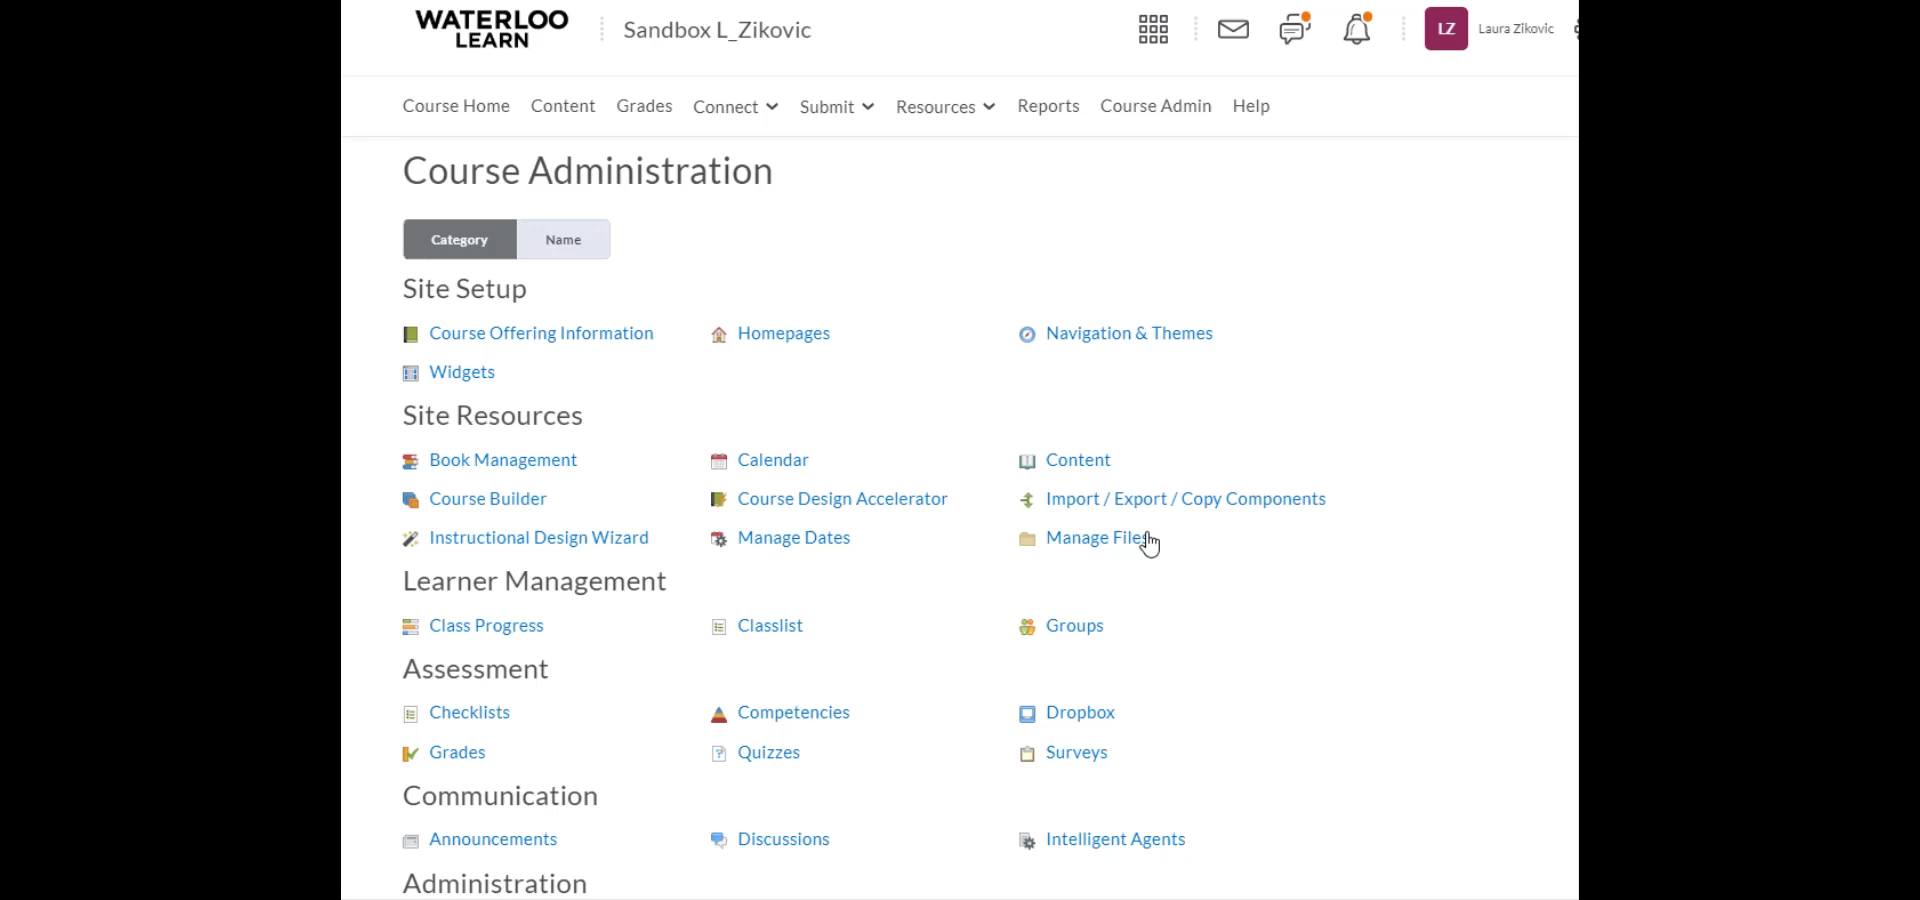 WATERLOO
LEARN
Sandbox L_Zikovic
LZ
Laura Zikovic
Course Home Content Grades Connect Submit Resources Reports Course Admin Help
Course Administration
Category Name
Site Setup
Course Offering Information Homepages Navigation & Themes
Widgets
Site Resources
Book Management Calendar Content
Course Builder Course Design Accelerator Import / Export / Copy Components
Instructional Design Wizard Manage Dates Manage Files
Learner Management
Class Progress Classlist Groups
Assessment
Checklists Competencies Dropbox
Grades Quizzes Surveys
Communication
Announcements Discussions Intelligent Agents
Administration